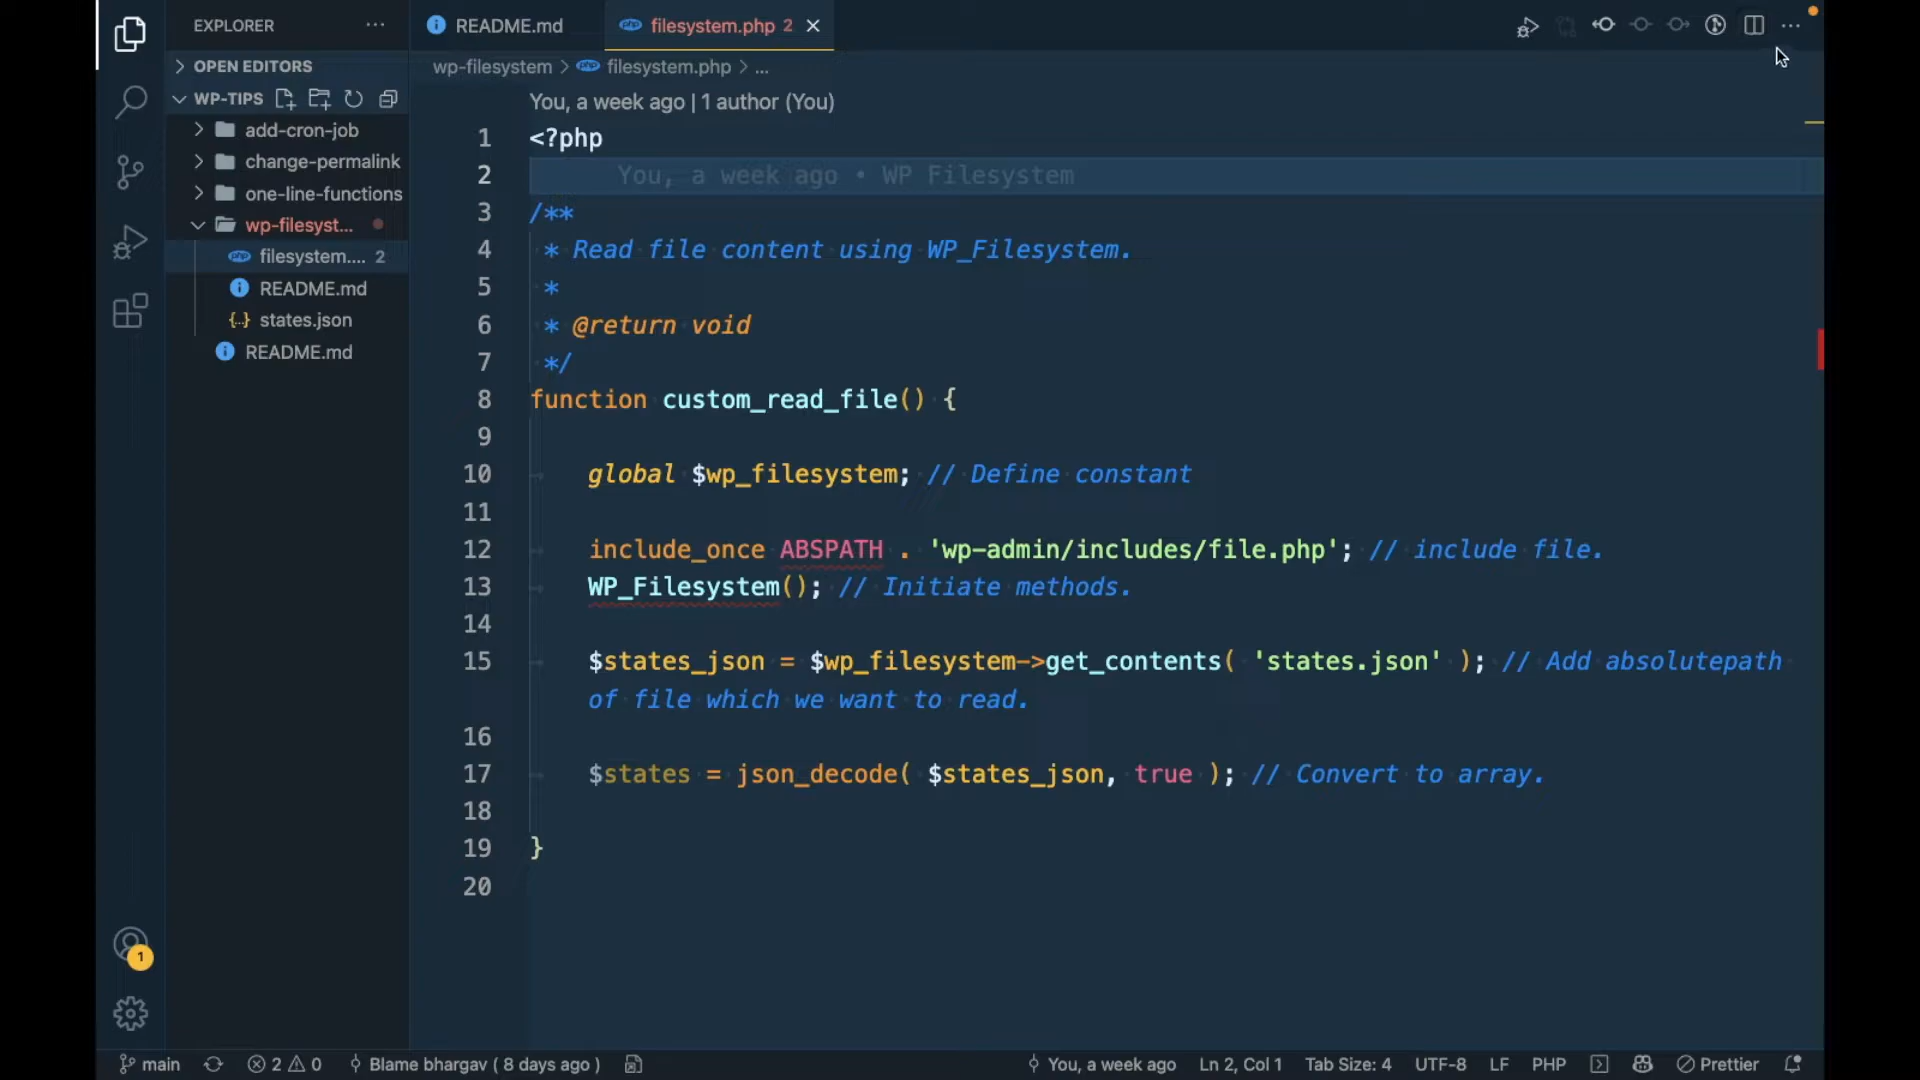 EXPLORER
README.md
filesystem.php 2
OPEN EDITORS
WP-TIPS
add-cron-job
change-permalink
one-line-functions
wp-filesyst...
filesystem.... 2
README.md
{..} states.json
README.md
1
wp-filesystem > filesystem.php > ...
You, a week ago | 1 author (You)
1 <?php
2 You, a week ago • WP Filesystem
3 /**
4 * Read file content using WP_Filesystem.
5 *
6 * @return void
7 */
8 function custom_read_file() {
9
10 global $wp_filesystem; // Define constant
11
12 include_once ABSPATH . 'wp-admin/includes/file.php'; // include file.
13 WP_Filesystem(); // Initiate methods.
14
15 $states_json = $wp_filesystem->get_contents( 'states.json' ); // Add absolutepath
of file which we want to read.
16
17 $states = json_decode( $states_json, true ); // Convert to array.
18
19 }
20
main 2 0 Blame bhargav ( 8 days ago ) You, a week ago Ln 2, Col 1 Tab Size: 4 UTF-8 LF PHP Prettier